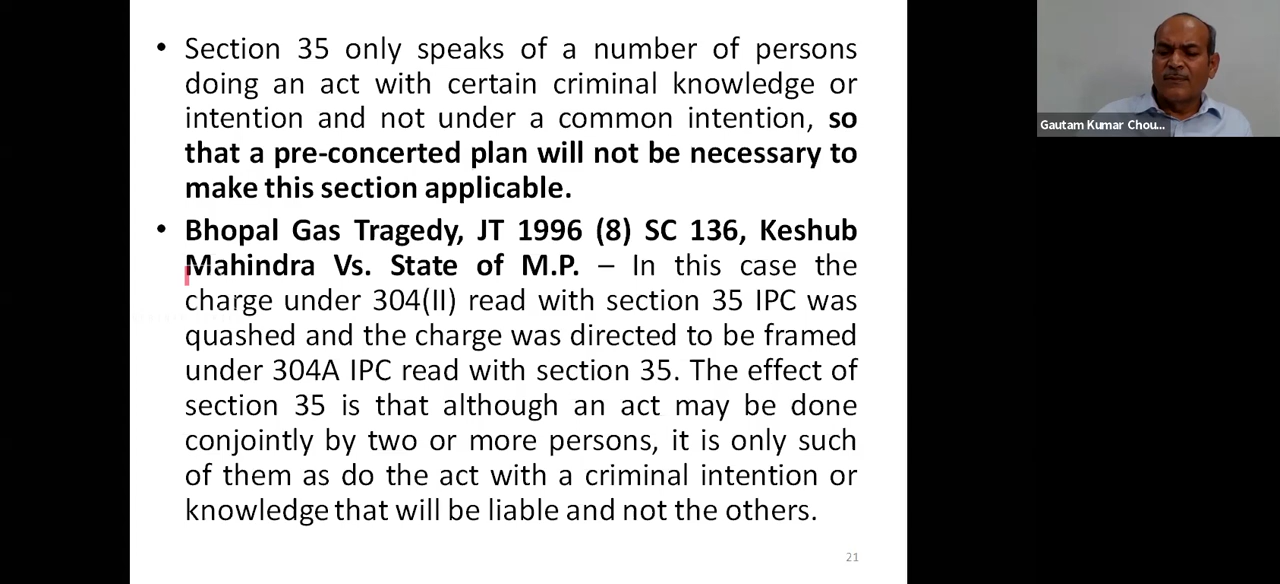 • Section 35 only speaks of a number of persons
doing an act with certain criminal knowledge or
intention and not under a common intention, so
that a pre-concerted plan will not be necessary to
make this section applicable.
• Bhopal Gas Tragedy, JT 1996 (8) SC 136, Keshub
Mahindra Vs. State of M.P. – In this case the
charge under 304(II) read with section 35 IPC was
quashed and the charge was directed to be framed
under 304A IPC read with section 35. The effect of
section 35 is that although an act may be done
conjointly by two or more persons, it is only such
of them as do the act with a criminal intention or
knowledge that will be liable and not the others.
21
Gautam Kumar Chou...